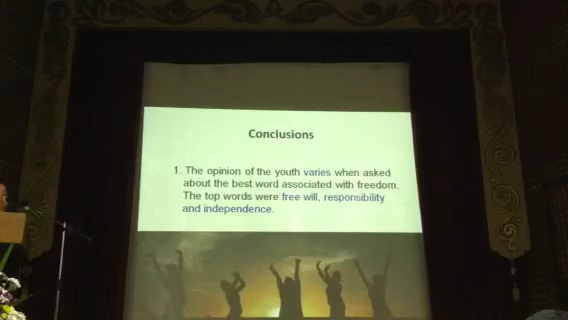 Conclusions
1. The opinion of the youth varies when asked
about the best word associated with freedom.
The top words were free will, responsibility
and independence.